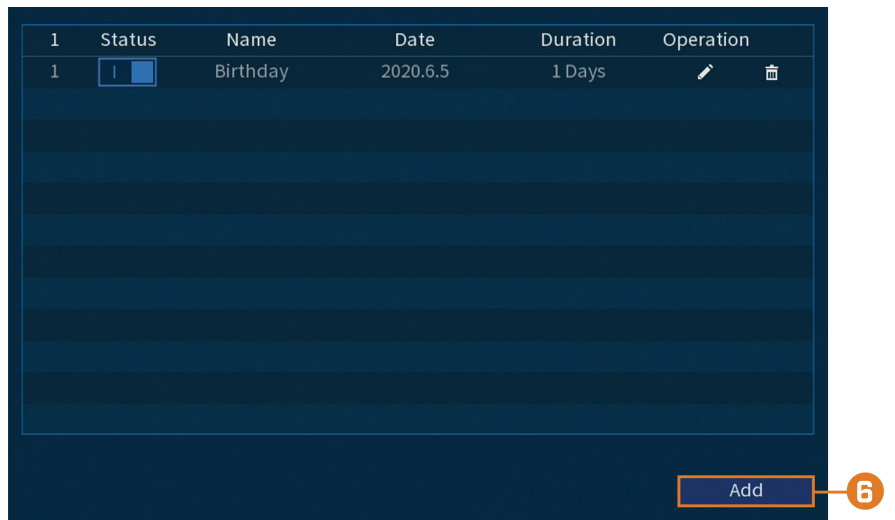 1 Status Name Date Duration Operation
1 Birthday 2020.6.5 1 Days
Add
6